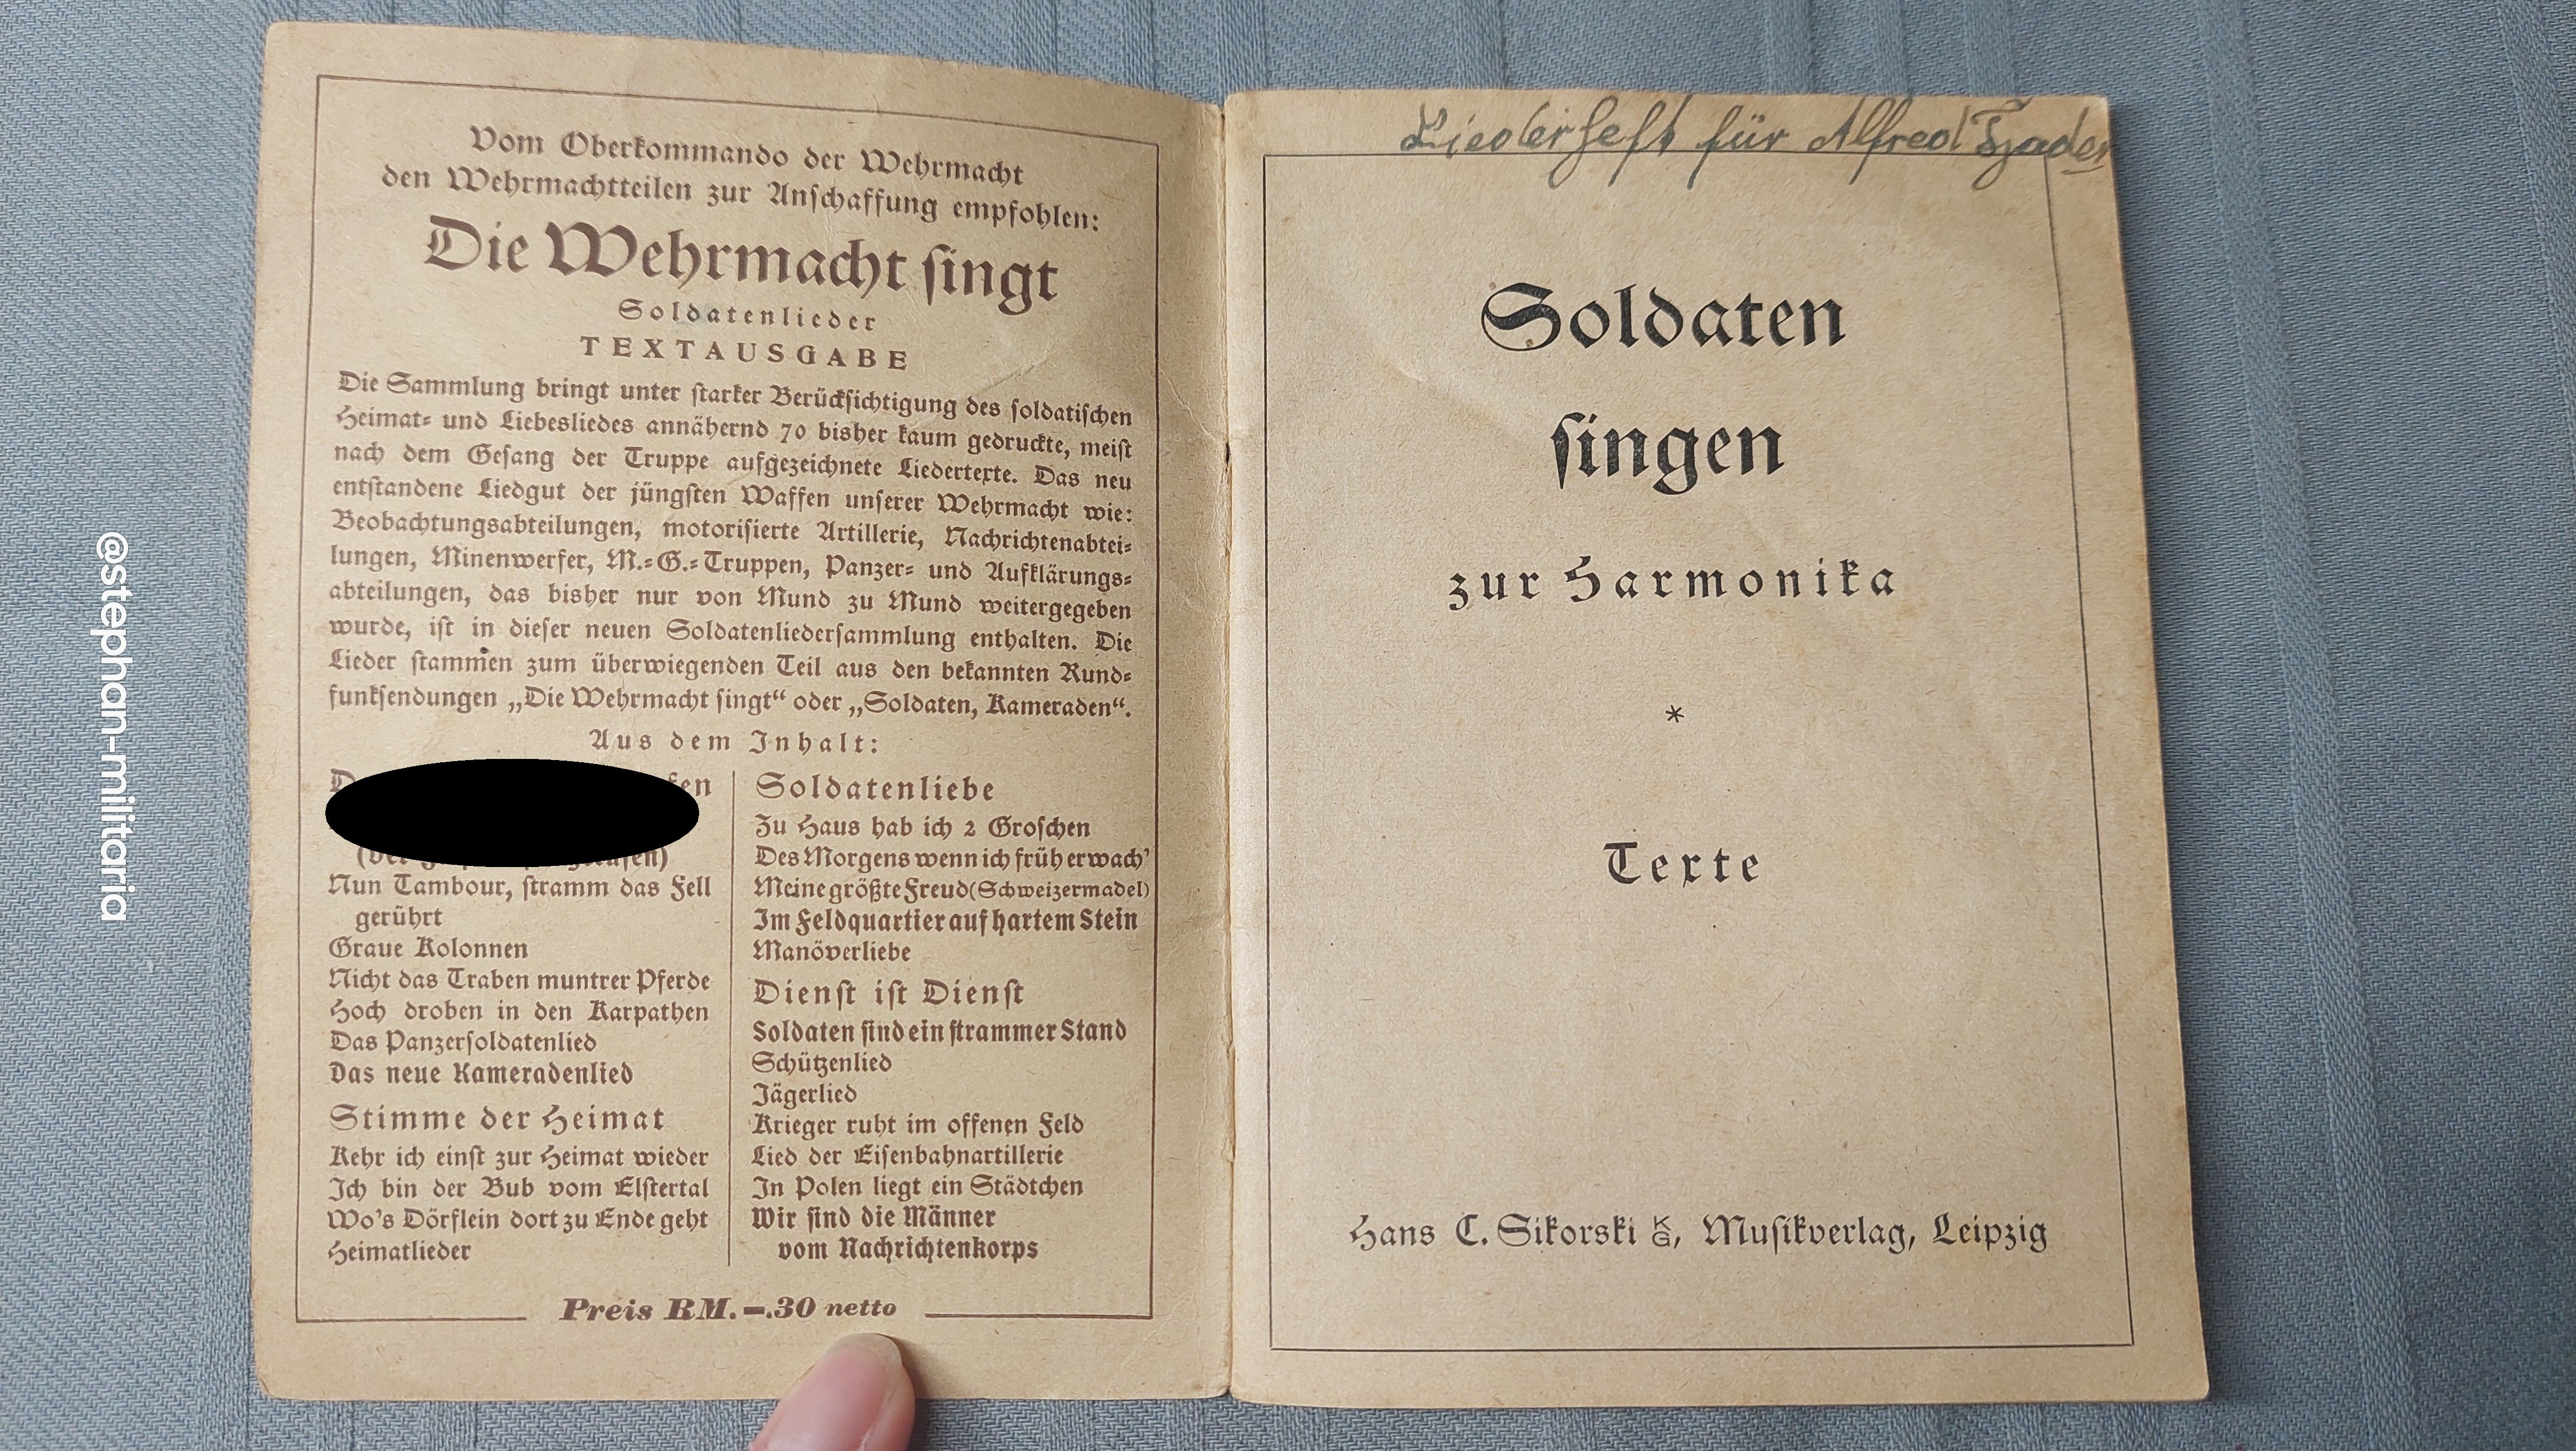 @sstephan-militaria
Vom Oberkommando der Wehrmacht
den Wehrmachtteilen zur Anſchaffung empfohlen:
Die Wehrmacht ſingt
Soldatenlieder
TEXTAUSGABE
Die Sammlung bringt unter ſtarker Berückſichtigung des ſoldatiſchen
Heimat- und Liebesliedes annähernd 70 bisher kaum gedruckte, meiſt
nach dem Geſang der Truppe aufgezeichnete Liedertexte. Das neu
entſtandene Liedgut der jüngſten Waffen unſerer Wehrmacht wie:
Beobachtungsabteilungen, motoriſierte Artillerie, Nachrichtenabtei-
lungen, Minenwerfer, M.-G.-Truppen, Panzer- und Aufklärungs-
abteilungen, das bisher nur von Mund zu Mund weitergegeben
wurde, iſt in dieſer neuen Soldatenliederſammlung enthalten. Die
Lieder ſtammen zum überwiegenden Teil aus den bekannten Rund-
funkſendungen „Die Wehrmacht ſingt“ oder „Soldaten, Kameraden“.
Aus dem Inhalt:
Nun Tambour, ſtramm das Fell
gerührt
Graue Kolonnen
Nicht das Traben muntrer Pferde
Hoch droben in den Karpathen
Das Panzerſoldatenlied
Das neue Kameradenlied
Stimme der Heimat
Kehr ich einſt zur Heimat wieder
Ich bin der Bub vom Elſtertal
Wo's Dörflein dort zu Ende geht
Heimatlieder
Soldatenliebe
Zu Haus hab ich 2 Groſchen
Des Morgens wenn ich früh erwach'
Meine größte Freud (Schweizermadel)
Im Feldquartier auf hartem Stein
Manöverliebe
Dienſt iſt Dienſt
Soldaten ſind ein ſtrammer Stand
Schützenlied
Jägerlied
Krieger ruht im offenen Feld
Lied der Eiſenbahnartillerie
In Polen liegt ein Städtchen
Wir ſind die Männer
vom Nachrichtenkorps
Preis RM. –.30 netto
Liederheft für Alfred
Soldaten
ſingen
zur Harmonika
*
Texte
Hans C. Sikorski KG, Muſikverlag, Leipzig